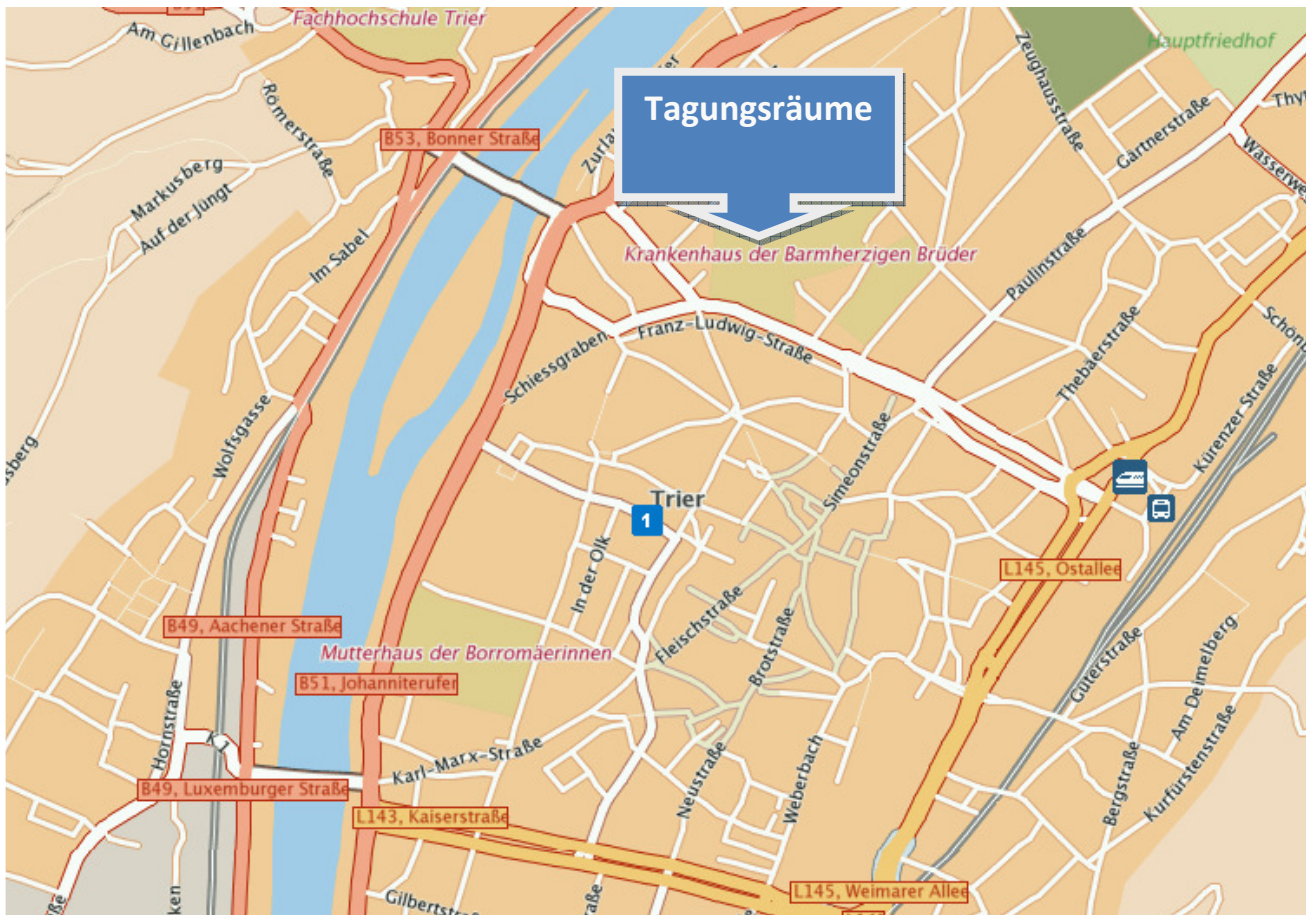 Fachhochschule Trier
Am Gillenbach
Hauptfriedhof
Zeughausstraße
Tagungsräume
Römerstraße
B53, Bonner Straße
Gärtnerstraße
Markusberg
Auf der Jüngt
Im Sabel
Krankenhaus der Barmherzigen Brüder
Paulinstraße
Franz-Ludwig-Straße
Schiessgraben
Thebäerstraße
Kürenzer Straße
Wolfsgasse
Simeonstraße
Trier
1
In der Olk
L145, Ostallee
Fleischstraße
Brotstraße
B49, Aachener Straße
Mutterhaus der Borromäerinnen
B51, Johanniterufer
Güterstraße
Am Deimelberg
Hornstraße
K1
Karl-Marx-Straße
Neustraße
Weberbach
Bergstraße
Kurfürstenstraße
B49, Luxemburger Straße
L143, Kaiserstraße
L145, Weimarer Allee